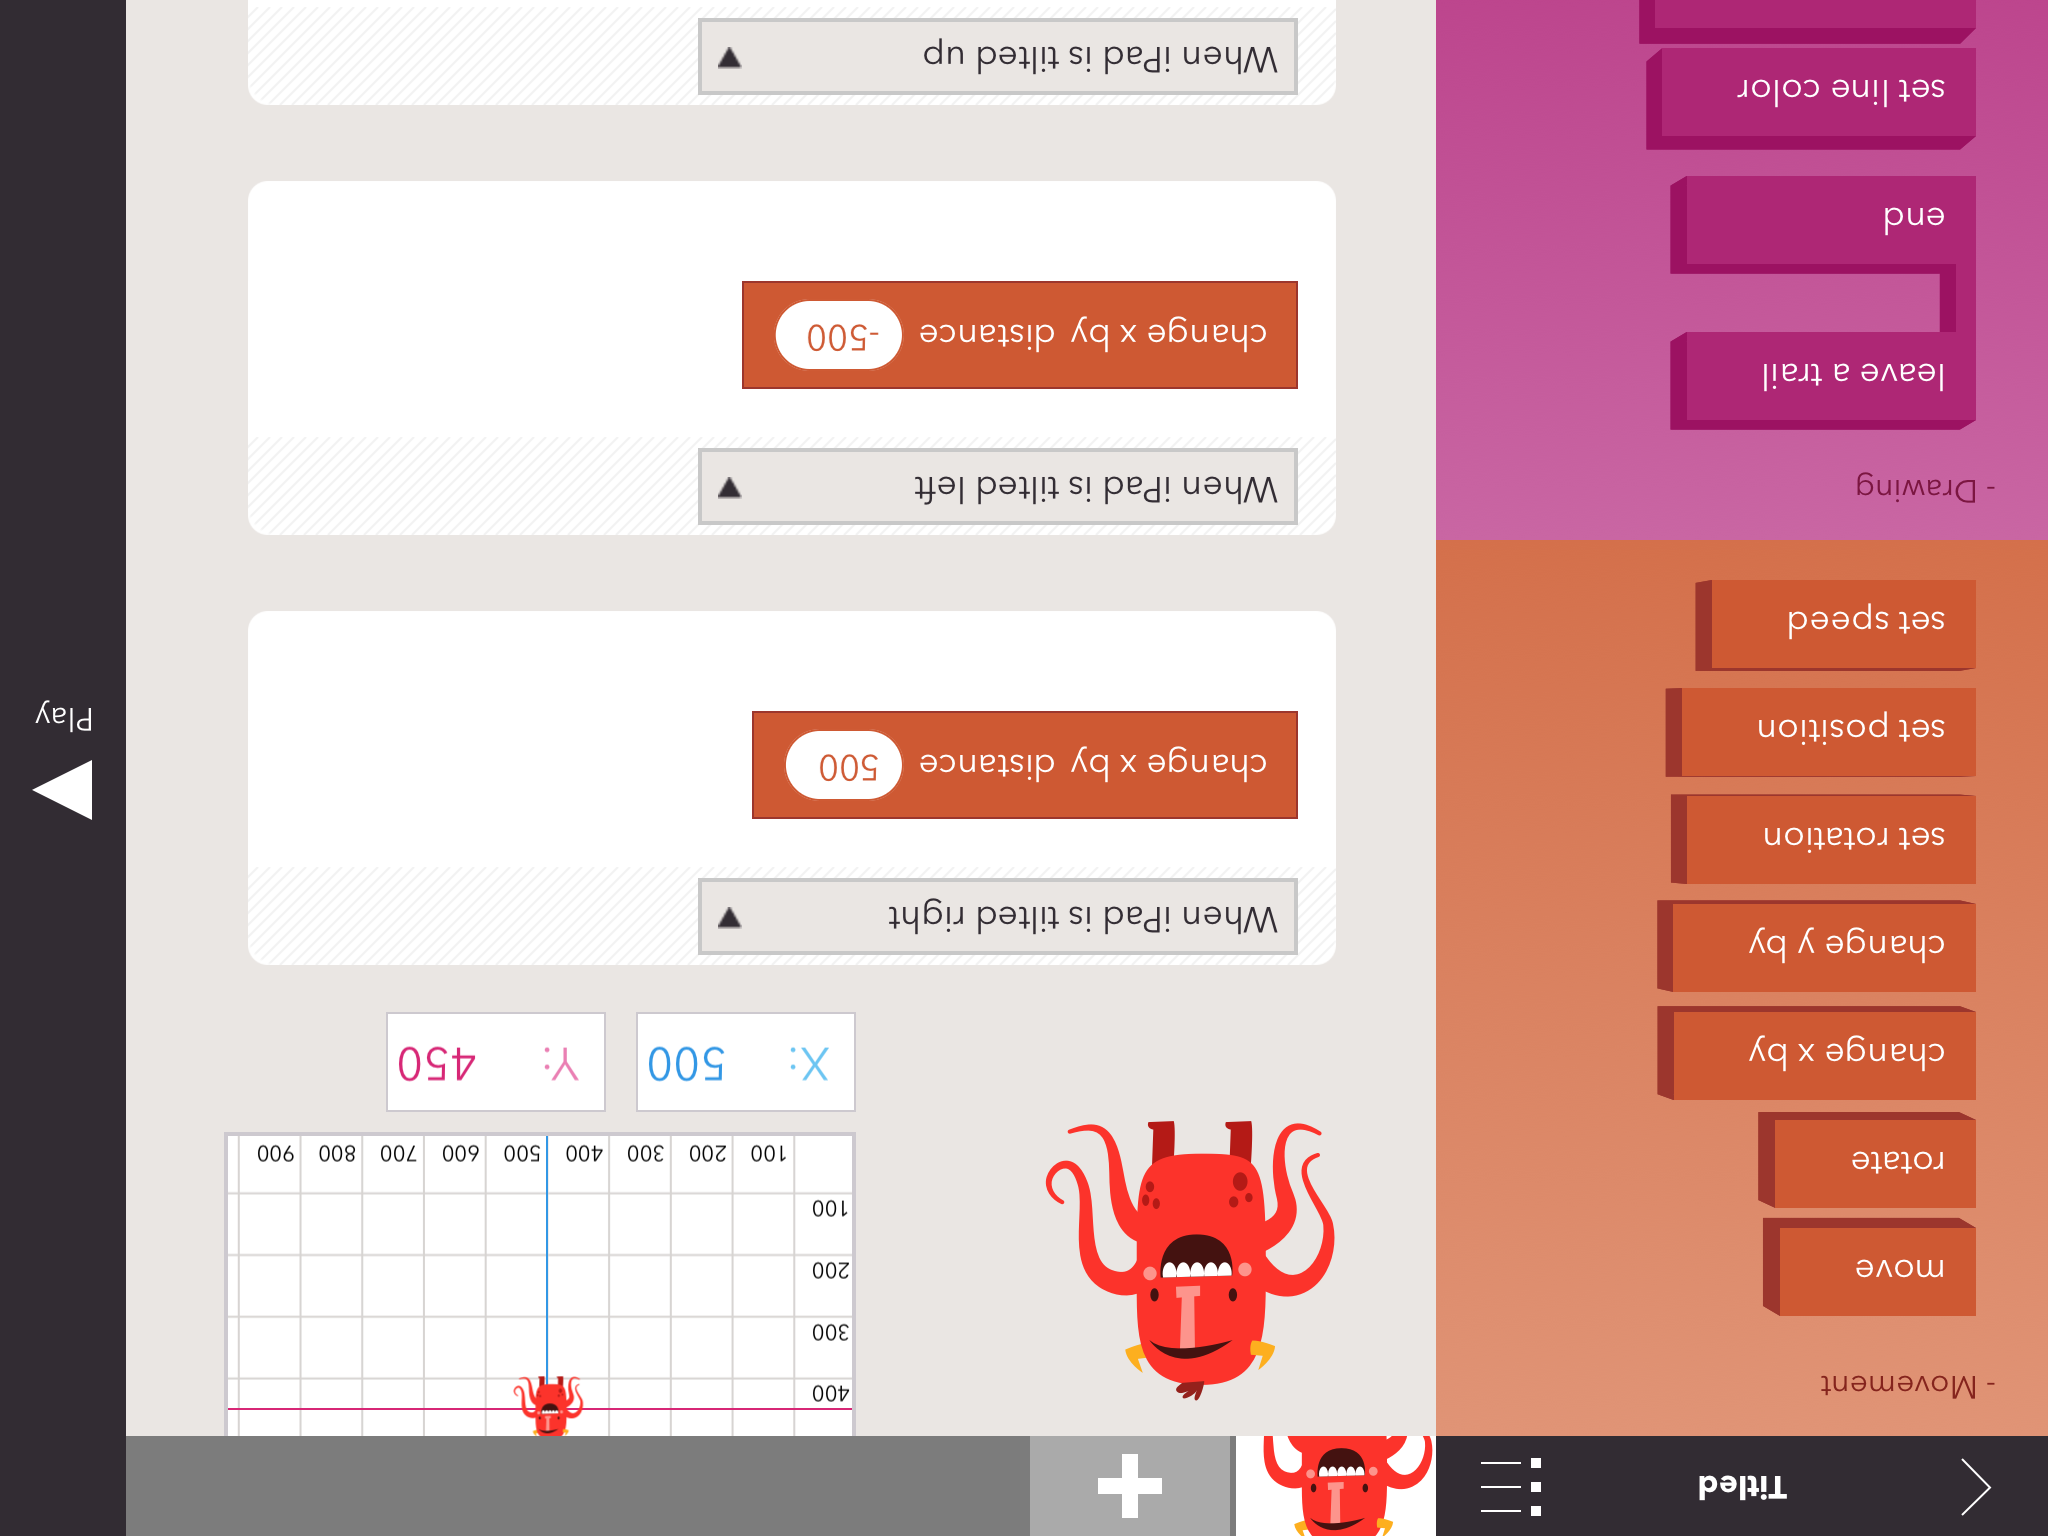 Titled
- Movement
move
rotate
change x by
change y by
set rotation
set position
set speed
- Drawing
leave a trail
end
set line color
400
300
200
100
100 200 300 400 500 600 700 800 900
X: 500
Y: 450
When iPad is tilted right
change x by distance 500
When iPad is tilted left
change x by distance -500
When iPad is tilted up
Play